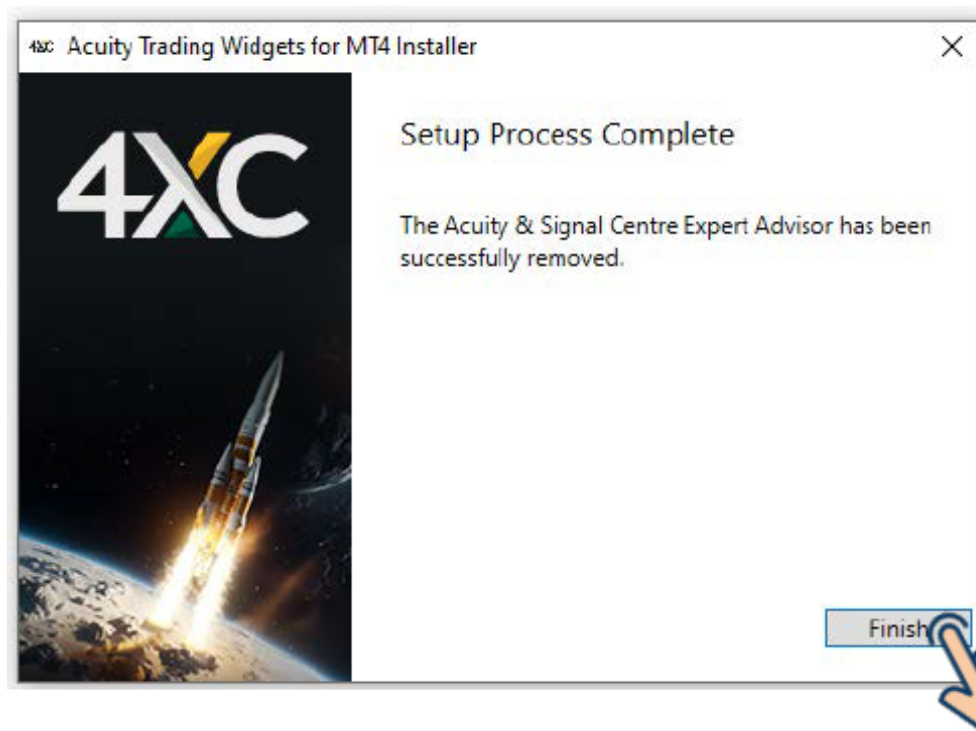 4XC Acuity Trading Widgets for MT4 Installer
4XC
Setup Process Complete
The Acuity & Signal Centre Expert Advisor has been
successfully removed.
Finish